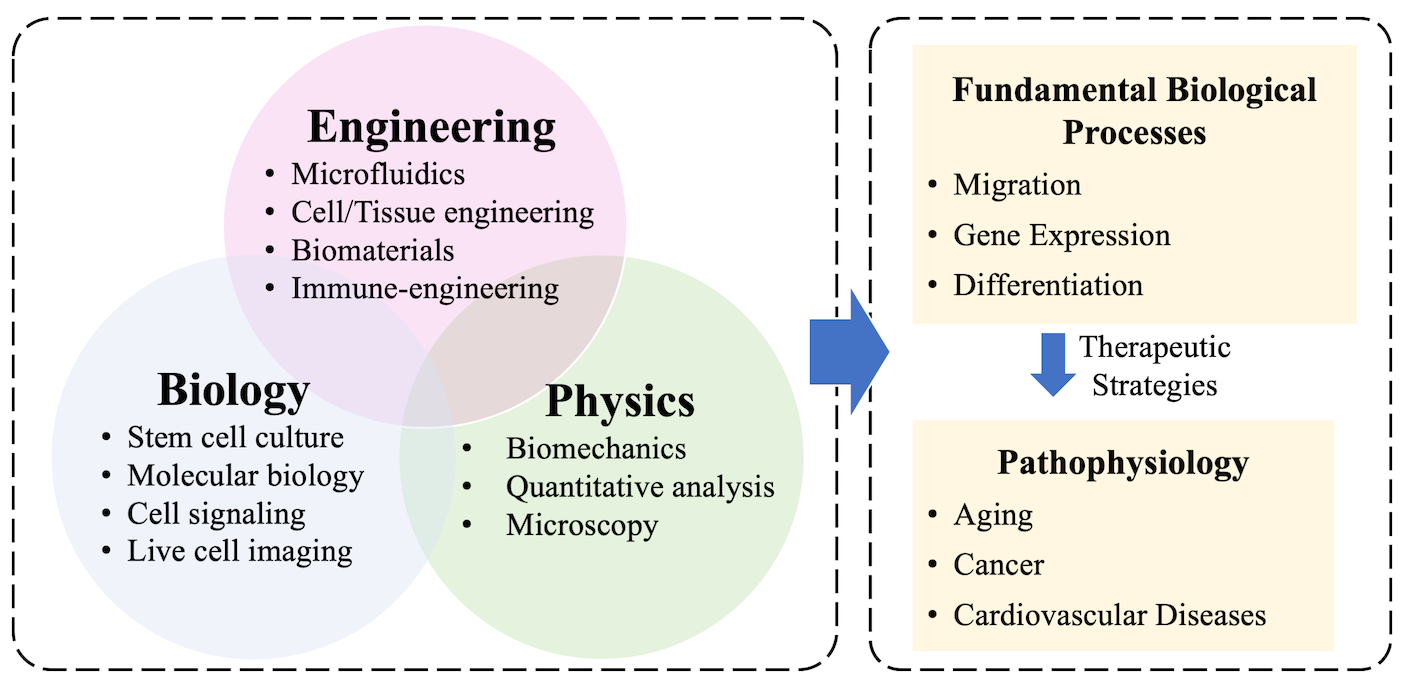 Engineering
• Microfluidics
• Cell/Tissue engineering
• Biomaterials
• Immune-engineering
Biology
• Stem cell culture
• Molecular biology
• Cell signaling
• Live cell imaging
Physics
• Biomechanics
• Quantitative analysis
• Microscopy
Fundamental Biological
Processes
• Migration
• Gene Expression
• Differentiation
Therapeutic
Strategies
Pathophysiology
• Aging
• Cancer
• Cardiovascular Diseases